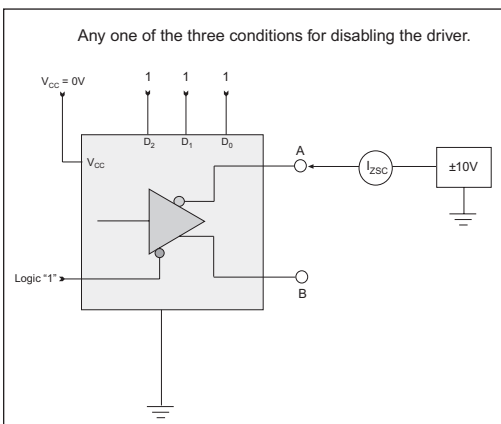 Any one of the three conditions for disabling the driver.
V_CC = 0V
1 1 1
D_2 D_1 D_0
V_CC
A
I_ZSC
±10V
Logic “1”
B